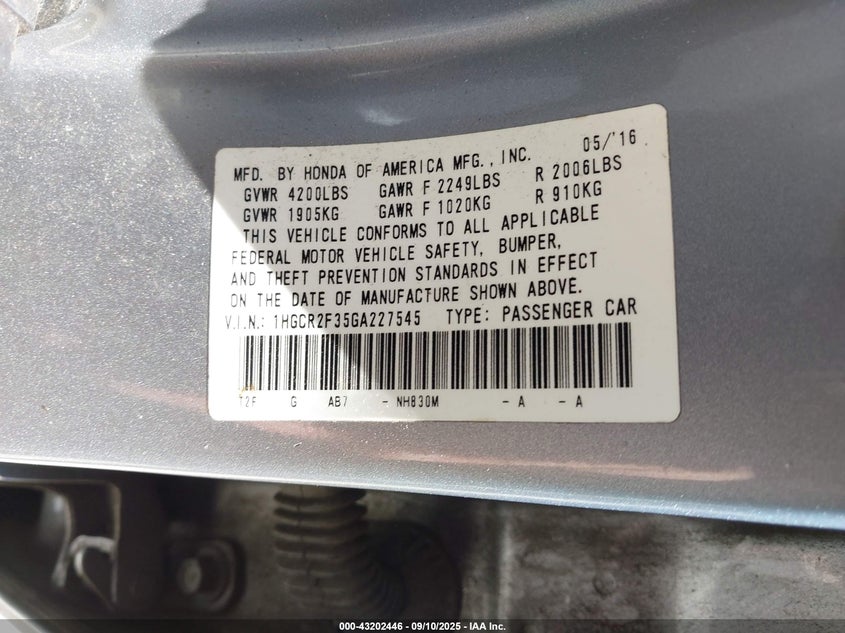 05/'16
MFD. BY HONDA OF AMERICA MFG., INC.
GVWR 4200LBS GAWR F 2249LBS R 2006LBS
GVWR 1905KG GAWR F 1020KG R 910KG
THIS VEHICLE CONFORMS TO ALL APPLICABLE
FEDERAL MOTOR VEHICLE SAFETY, BUMPER,
AND THEFT PREVENTION STANDARDS IN EFFECT
ON THE DATE OF MANUFACTURE SHOWN ABOVE.
V.I.N.: 1HGCR2F35GA227545 TYPE: PASSENGER CAR
T2F G AB7 - NH830M - A - A
000-43202446 - 09/10/2025 - IAA Inc.